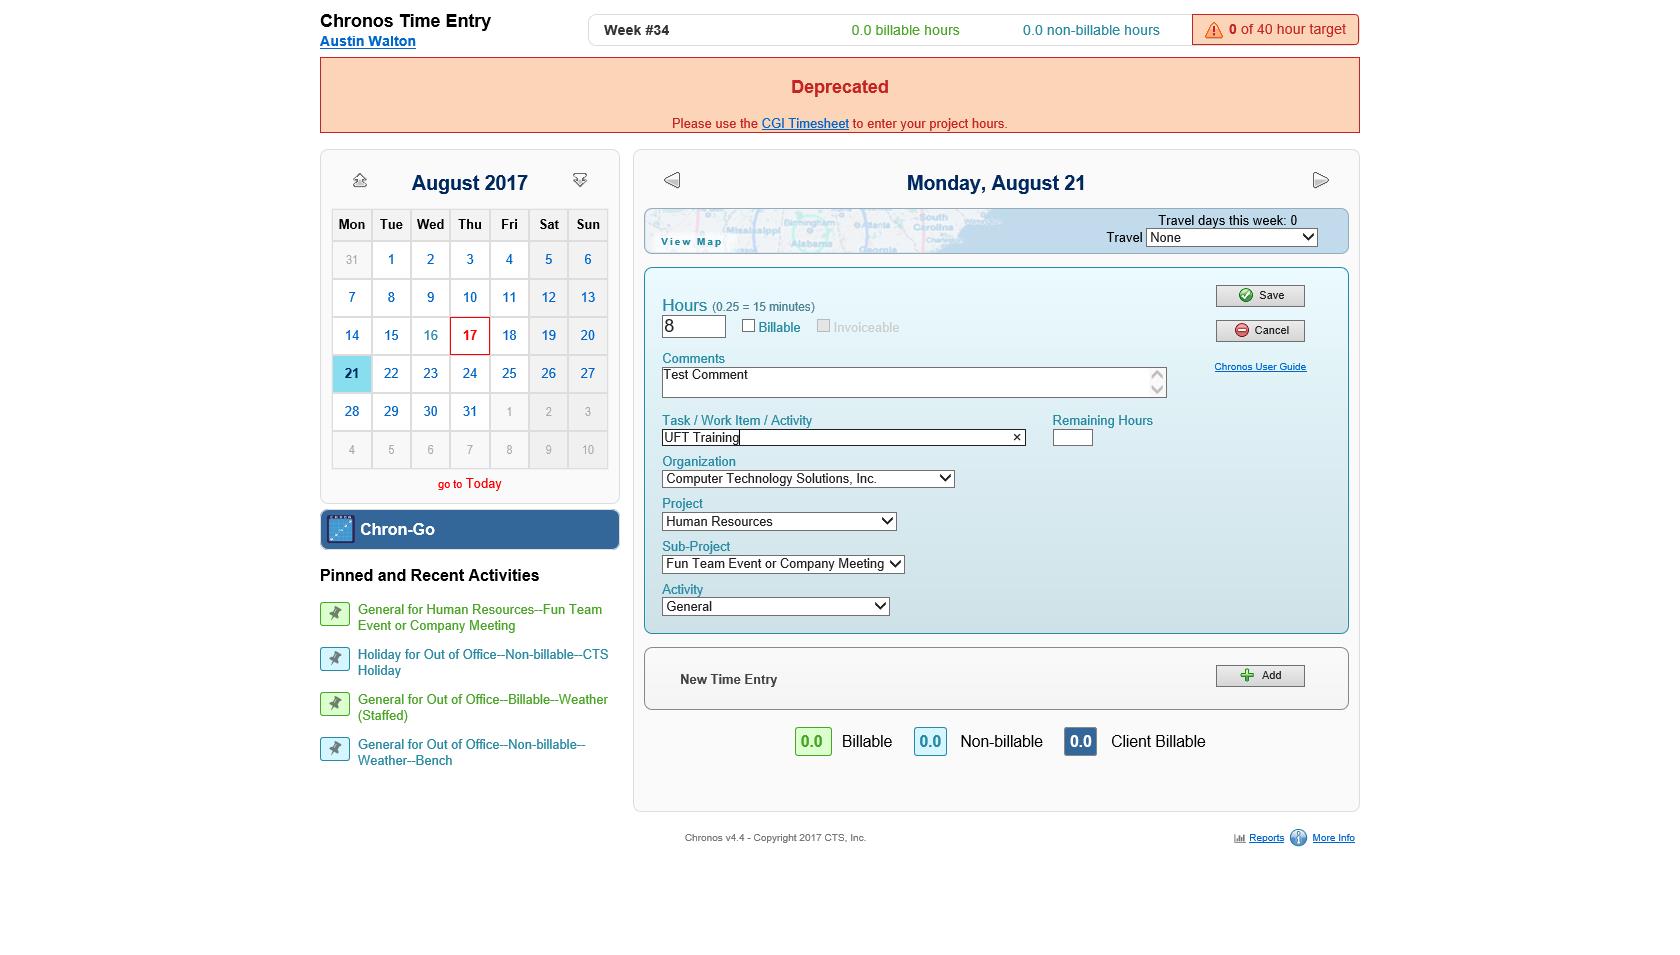 Chronos Time Entry
Austin Walton
Week #34 0.0 billable hours 0.0 non-billable hours 0 of 40 hour target
Deprecated
Please use the CGI Timesheet to enter your project hours.
August 2017
Mon Tue Wed Thu Fri Sat Sun
31 1 2 3 4 5 6
7 8 9 10 11 12 13
14 15 16 17 18 19 20
21 22 23 24 25 26 27
28 29 30 31 1 2 3
4 5 6 7 8 9 10
go to Today
Chron-Go
Pinned and Recent Activities
General for Human Resources--Fun Team
Event or Company Meeting
Holiday for Out of Office--Non-billable--CTS
Holiday
General for Out of Office--Billable--Weather
(Staffed)
General for Out of Office--Non-billable--
Weather--Bench
Monday, August 21
Mississippi Birmingham Alabama Atlanta Georgia South Carolina
View Map
Travel days this week: 0
Travel None
Hours (0.25 = 15 minutes)
8 Billable Invoiceable
Save
Cancel
Chronos User Guide
Comments
Test Comment
Task / Work Item / Activity Remaining Hours
UFT Training ×
Organization
Computer Technology Solutions, Inc.
Project
Human Resources
Sub-Project
Fun Team Event or Company Meeting
Activity
General
New Time Entry Add
0.0 Billable 0.0 Non-billable 0.0 Client Billable
Chronos v4.4 - Copyright 2017 CTS, Inc. Reports More Info